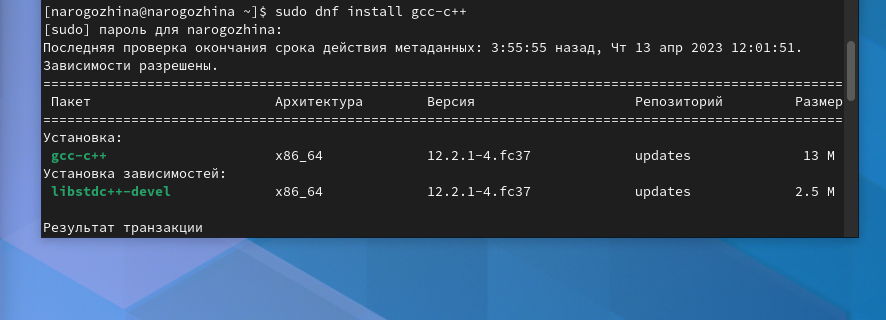 [narogozhina@narogozhina ~]$ sudo dnf install gcc-c++
[sudo] пароль для narogozhina:
Последняя проверка окончания срока действия метаданных: 3:55:55 назад, Чт 13 апр 2023 12:01:51.
Зависимости разрешены.
================================================================================
Пакет Архитектура Версия Репозиторий Размер
================================================================================
Установка:
gcc-c++ x86_64 12.2.1-4.fc37 updates 13 M
Установка зависимостей:
libstdc++-devel x86_64 12.2.1-4.fc37 updates 2.5 M
Результат транзакции